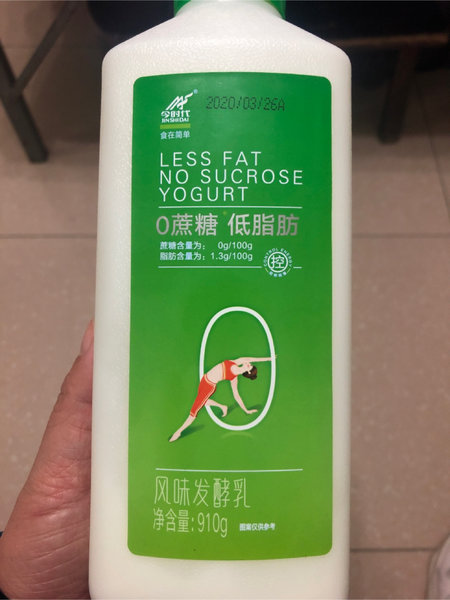 今时代
JINSHIDAI
食在简单
2020/03/26A
LESS FAT
NO SUCROSE
YOGURT
0蔗糖*低脂肪
蔗糖含量为: 0g/100g
脂肪含量为: 1.3g/100g
CONTROL ENERGY
控
风味发酵乳
净含量:910g
图案仅供参考